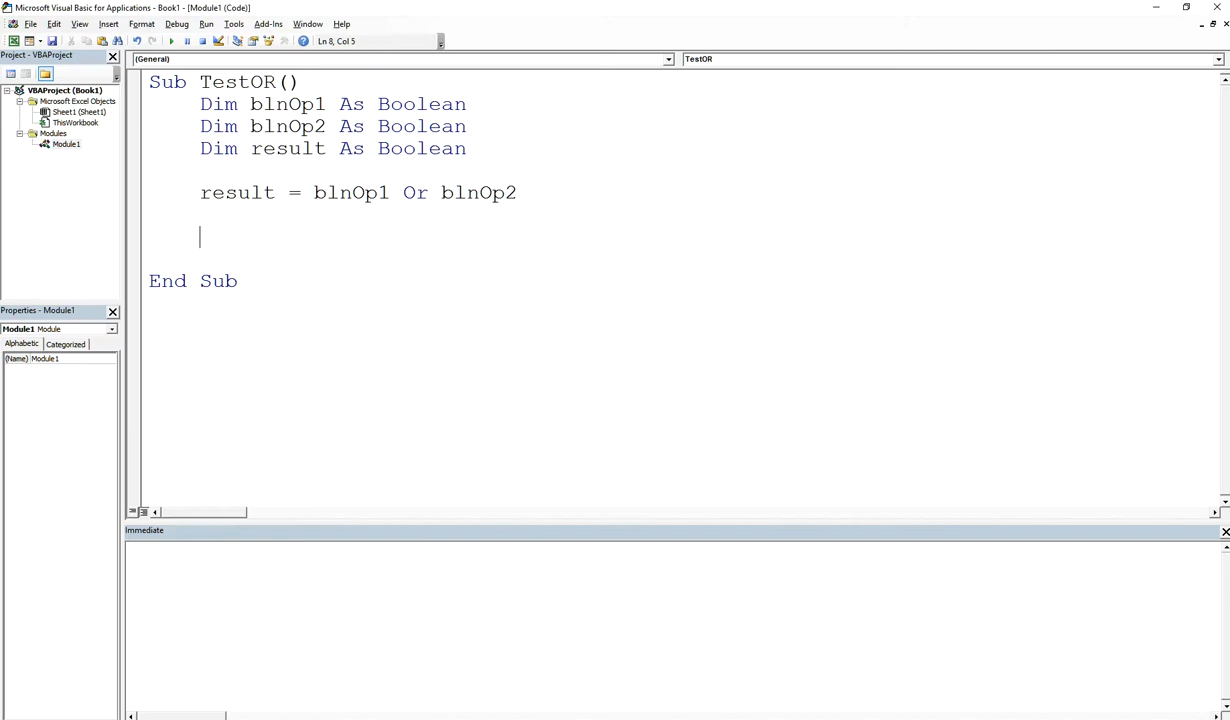 Microsoft Visual Basic for Applications - Book1 - [Module1 (Code)]
File Edit View Insert Format Debug Run Tools Add-Ins Window Help
Ln 8, Col 5
Project - VBAProject
VBAProject (Book1)
Microsoft Excel Objects
Sheet1 (Sheet1)
ThisWorkbook
Modules
Module1
Properties - Module1
Module1 Module
Alphabetic Categorized
(Name) Module1
(General) TestOR
Sub TestOR()
Dim blnOp1 As Boolean
Dim blnOp2 As Boolean
Dim result As Boolean
result = blnOp1 Or blnOp2
End Sub
Immediate